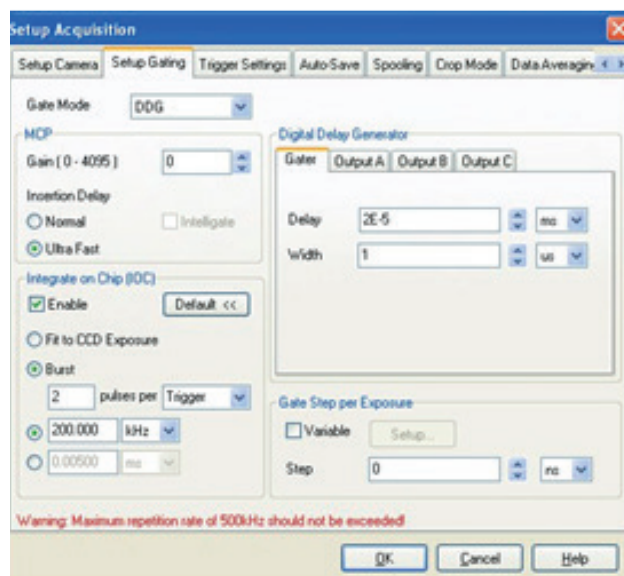 Setup Acquisition
Setup Camera Setup Gating Trigger Settings Auto-Save Spooling Crop Mode Data Averagin
Gate Mode DDG
MCP
Gain ( 0 - 4095 ) 0
Insertion Delay
Normal Intelligate
Ultra Fast
Integrate on Chip (IOC)
Enable Default <<
Fit to CCD Exposure
Burst
2 pulses per Trigger
200.000 kHz
0.00500 ms
Digital Delay Generator
Gater Output A Output B Output C
Delay 2E-5 ms
Width 1 us
Gate Step per Exposure
Variable Setup...
Step 0 ns
Warning: Maximum repetition rate of 500kHz should not be exceeded!
OK Cancel Help